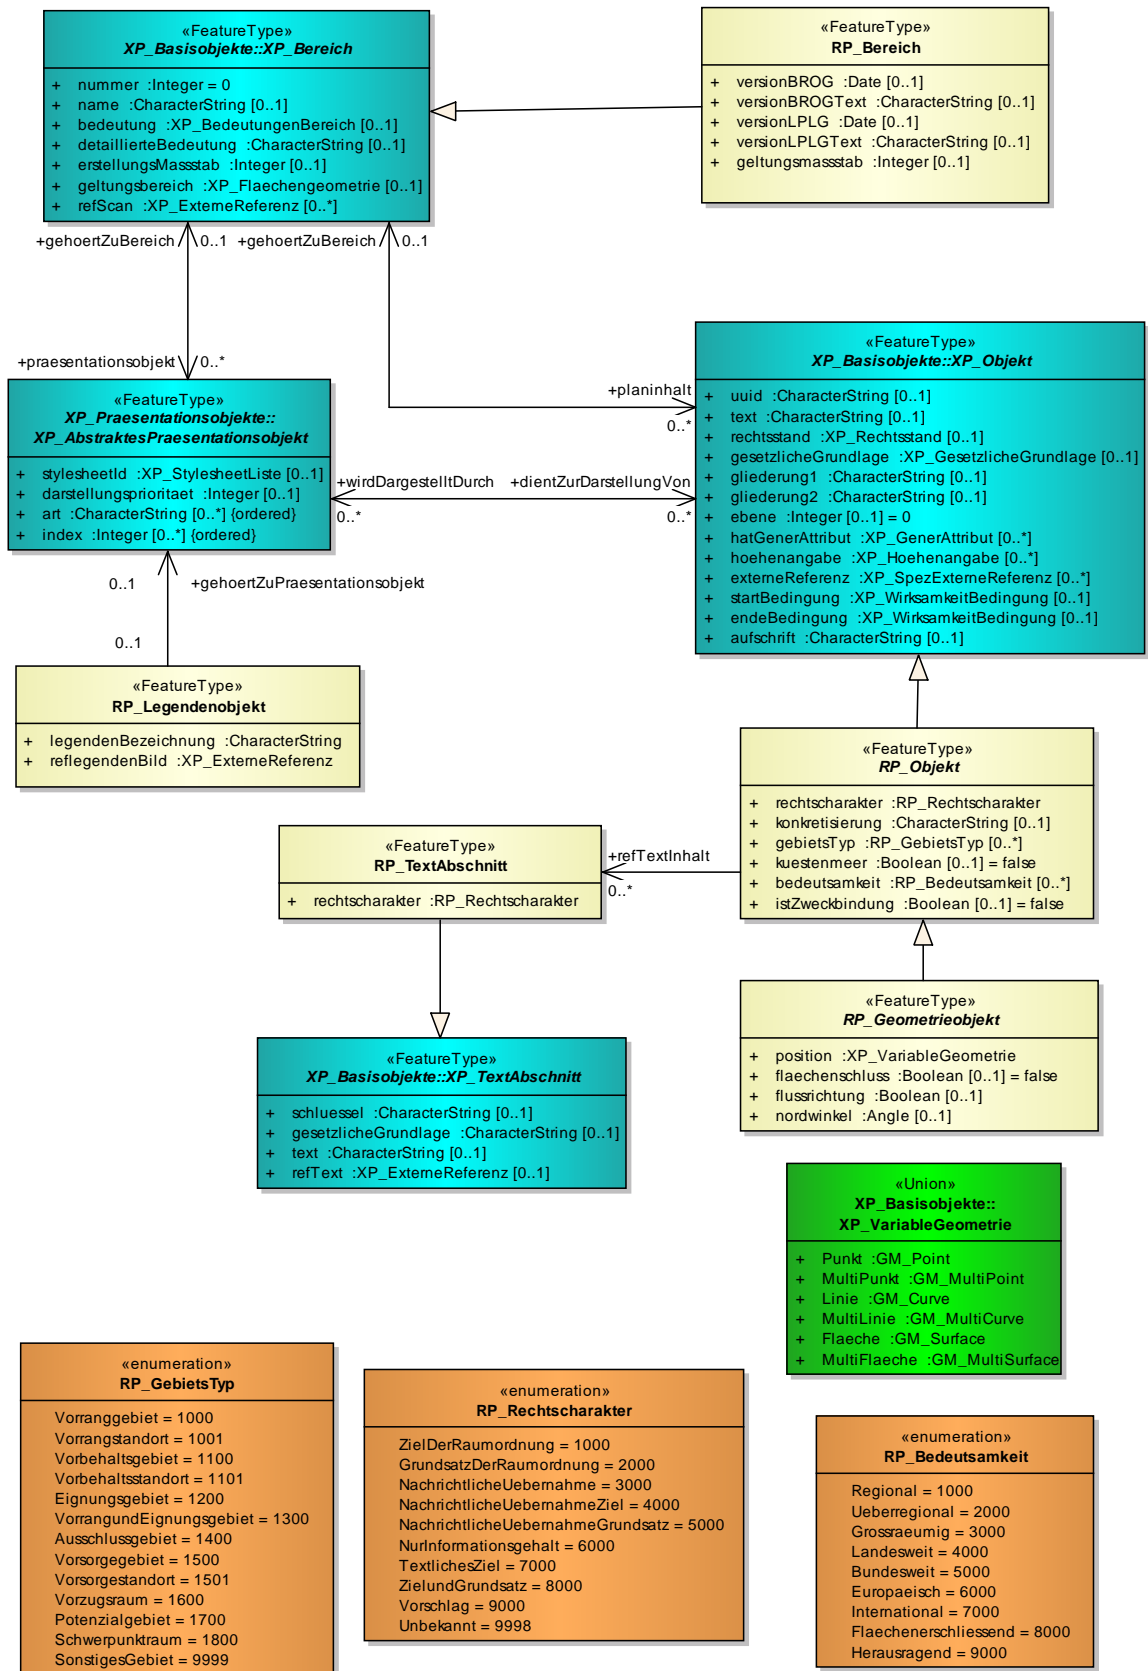 «FeatureType»
XP_Basisobjekte::XP_Bereich
+ nummer :Integer = 0
+ name :CharacterString [0..1]
+ bedeutung :XP_BedeutungenBereich [0..1]
+ detaillierteBedeutung :CharacterString [0..1]
+ erstellungsMassstab :Integer [0..1]
+ geltungsbereich :XP_Flaechengeometrie [0..1]
+ refScan :XP_ExterneReferenz [0..*]
«FeatureType»
RP_Bereich
+ versionBROG :Date [0..1]
+ versionBROGText :CharacterString [0..1]
+ versionLPLG :Date [0..1]
+ versionLPLGText :CharacterString [0..1]
+ geltungsmassstab :Integer [0..1]
+gehoertZuBereich 0..1
+gehoertZuBereich 0..1
+praesentationsobjekt 0..*
+planinhalt
0..*
«FeatureType»
XP_Praesentationsobjekte::
XP_AbstraktesPraesentationsobjekt
+ stylesheetId :XP_StylesheetListe [0..1]
+ darstellungsprioritaet :Integer [0..1]
+ art :CharacterString [0..*] {ordered}
+ index :Integer [0..*] {ordered}
+wirdDargestelltDurch
0..*
+dientZurDarstellungVon
0..*
«FeatureType»
XP_Basisobjekte::XP_Objekt
+ uuid :CharacterString [0..1]
+ text :CharacterString [0..1]
+ rechtsstand :XP_Rechtsstand [0..1]
+ gesetzlicheGrundlage :XP_GesetzlicheGrundlage [0..1]
+ gliederung1 :CharacterString [0..1]
+ gliederung2 :CharacterString [0..1]
+ ebene :Integer [0..1] = 0
+ hatGenerAttribut :XP_GenerAttribut [0..*]
+ hoehenangabe :XP_Hoehenangabe [0..*]
+ externeReferenz :XP_SpezExterneReferenz [0..*]
+ startBedingung :XP_WirksamkeitBedingung [0..1]
+ endeBedingung :XP_WirksamkeitBedingung [0..1]
+ aufschrift :CharacterString [0..1]
0..1
+gehoertZuPraesentationsobjekt
0..1
«FeatureType»
RP_Legendenobjekt
+ legendenBezeichnung :CharacterString
+ reflegendenBild :XP_ExterneReferenz
«FeatureType»
RP_Objekt
+ rechtscharakter :RP_Rechtscharakter
+ konkretisierung :CharacterString [0..1]
+ gebietsTyp :RP_GebietsTyp [0..*]
+ kuestenmeer :Boolean [0..1] = false
+ bedeutsamkeit :RP_Bedeutsamkeit [0..*]
+ istZweckbindung :Boolean [0..1] = false
+refTextInhalt
0..*
«FeatureType»
RP_TextAbschnitt
+ rechtscharakter :RP_Rechtscharakter
«FeatureType»
RP_Geometrieobjekt
+ position :XP_VariableGeometrie
+ flaechenschluss :Boolean [0..1] = false
+ flussrichtung :Boolean [0..1]
+ nordwinkel :Angle [0..1]
«FeatureType»
XP_Basisobjekte::XP_TextAbschnitt
+ schluessel :CharacterString [0..1]
+ gesetzlicheGrundlage :CharacterString [0..1]
+ text :CharacterString [0..1]
+ refText :XP_ExterneReferenz [0..1]
«Union»
XP_Basisobjekte::
XP_VariableGeometrie
+ Punkt :GM_Point
+ MultiPunkt :GM_MultiPoint
+ Linie :GM_Curve
+ MultiLinie :GM_MultiCurve
+ Flaeche :GM_Surface
+ MultiFlaeche :GM_MultiSurface
«enumeration»
RP_GebietsTyp
Vorranggebiet = 1000
Vorrangstandort = 1001
Vorbehaltsgebiet = 1100
Vorbehaltsstandort = 1101
Eignungsgebiet = 1200
VorrangundEignungsgebiet = 1300
Ausschlussgebiet = 1400
Vorsorgegebiet = 1500
Vorsorgestandort = 1501
Vorzugsraum = 1600
Potenzialgebiet = 1700
Schwerpunktraum = 1800
SonstigesGebiet = 9999
«enumeration»
RP_Rechtscharakter
ZielDerRaumordnung = 1000
GrundsatzDerRaumordnung = 2000
NachrichtlicheUebernahme = 3000
NachrichtlicheUebernahmeZiel = 4000
NachrichtlicheUebernahmeGrundsatz = 5000
NurInformationsgehalt = 6000
TextlichesZiel = 7000
ZielundGrundsatz = 8000
Vorschlag = 9000
Unbekannt = 9998
«enumeration»
RP_Bedeutsamkeit
Regional = 1000
Ueberregional = 2000
Grossraeumig = 3000
Landesweit = 4000
Bundesweit = 5000
Europaeisch = 6000
International = 7000
Flaechenerschliessend = 8000
Herausragend = 9000